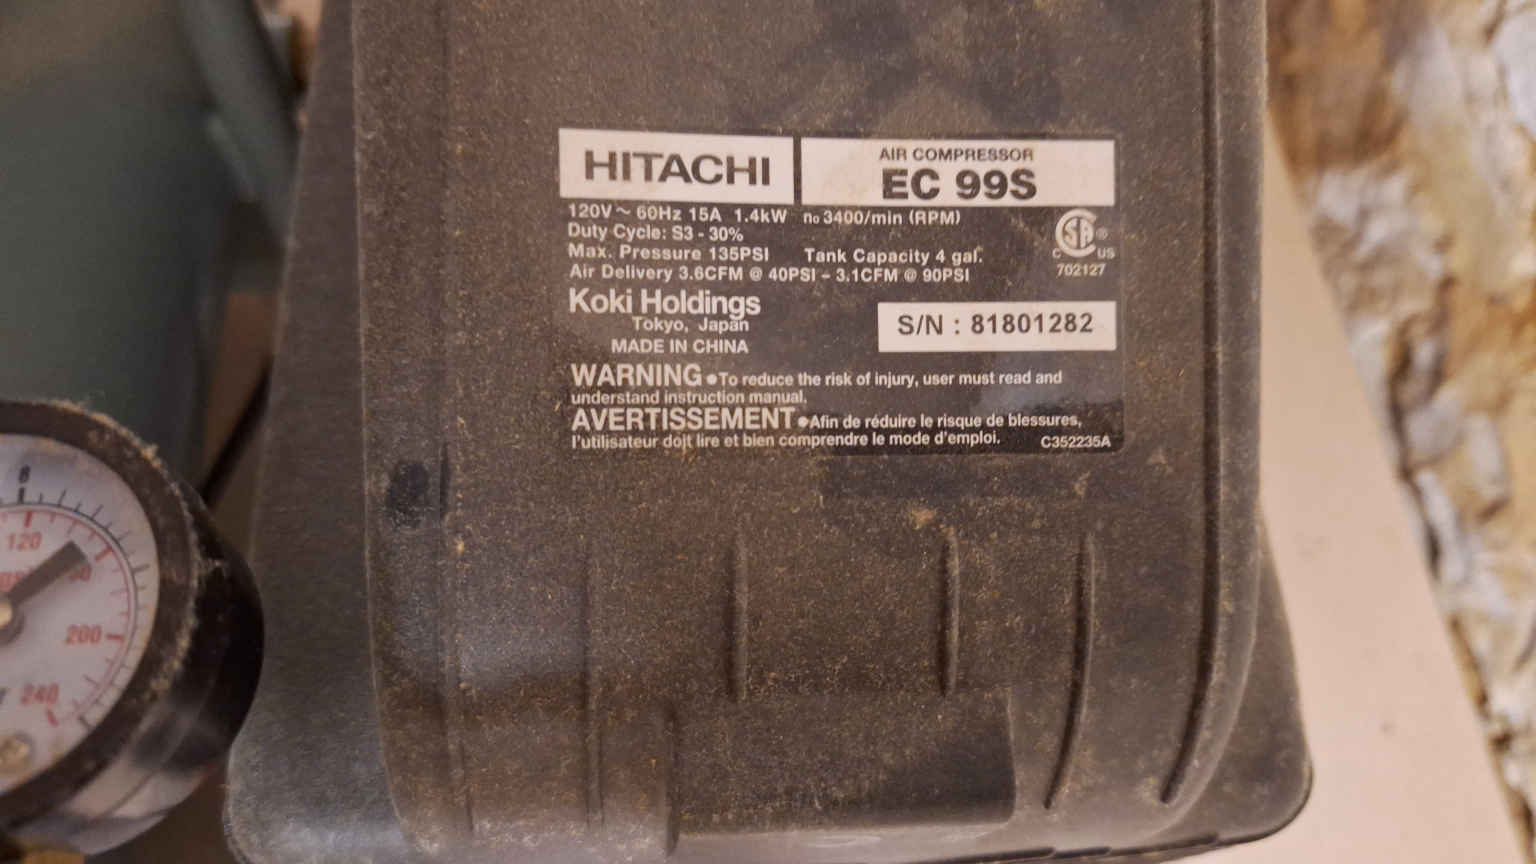 HITACHI
AIR COMPRESSOR
EC 99S
120V ~ 60Hz 15A 1.4kW n₀ 3400/min (RPM)
Duty Cycle: S3 - 30%
Max. Pressure 135PSI Tank Capacity 4 gal.
Air Delivery 3.6CFM @ 40PSI - 3.1CFM @ 90PSI
C SA ® US
702127
Koki Holdings
Tokyo, Japan
MADE IN CHINA
S/N : 81801282
WARNING •To reduce the risk of injury, user must read and
understand instruction manual.
AVERTISSEMENT •Afin de réduire le risque de blessures,
l'utilisateur doit lire et bien comprendre le mode d'emploi.
C352235A
8
120
200
240